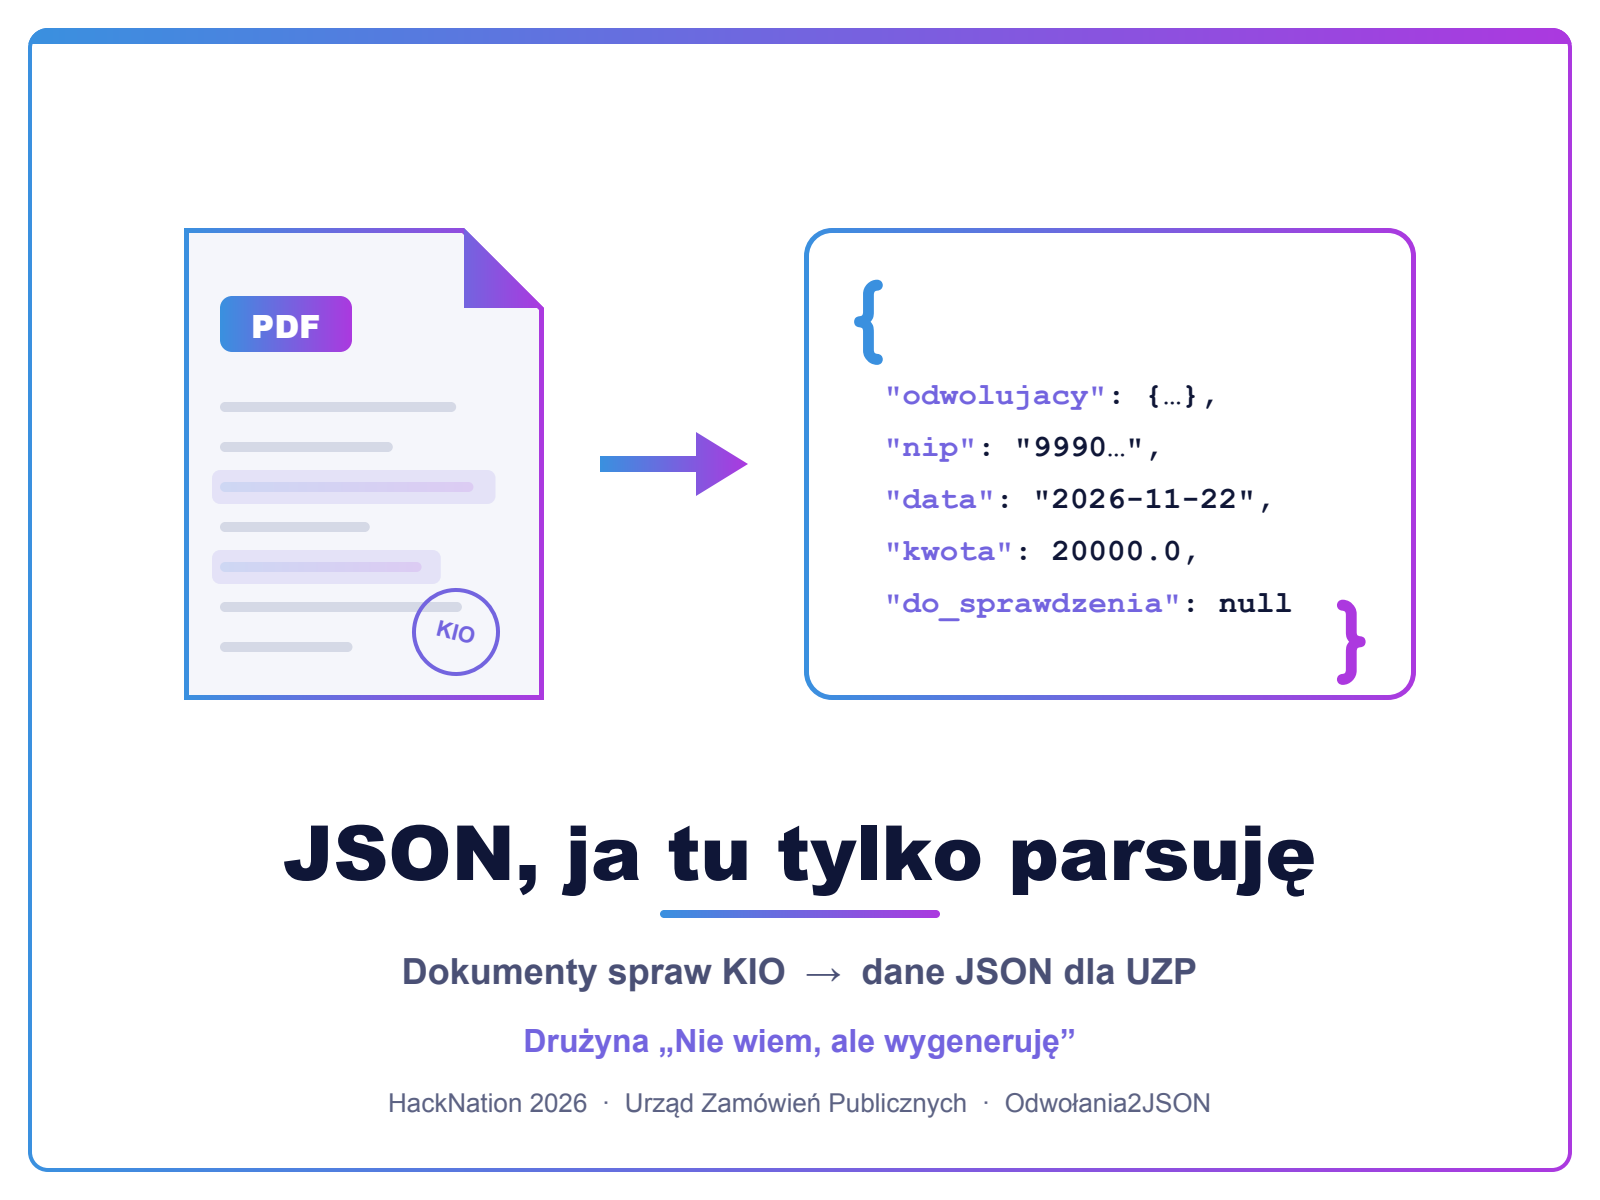 PDF
KIO
{
"odwolujacy": {…},
"nip": "9990…",
"data": "2026-11-22",
"kwota": 20000.0,
"do_sprawdzenia": null
}
JSON, ja tu tylko parsuję
Dokumenty spraw KIO → dane JSON dla UZP
Drużyna „Nie wiem, ale wygeneruję”
HackNation 2026 · Urząd Zamówień Publicznych · Odwołania2JSON